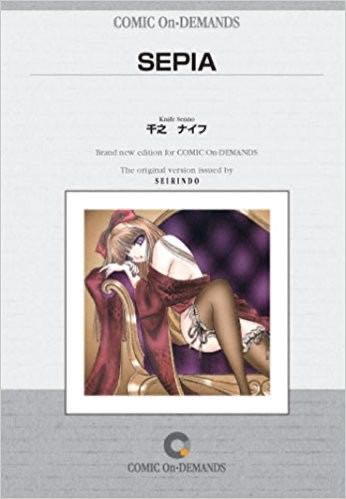 COMIC On-DEMANDS
SEPIA
Knife Senno
千之 ナイフ
Brand new edition for COMIC On-DEMANDS
The original version issued by
SEIRINDO
COMIC On-DEMANDS